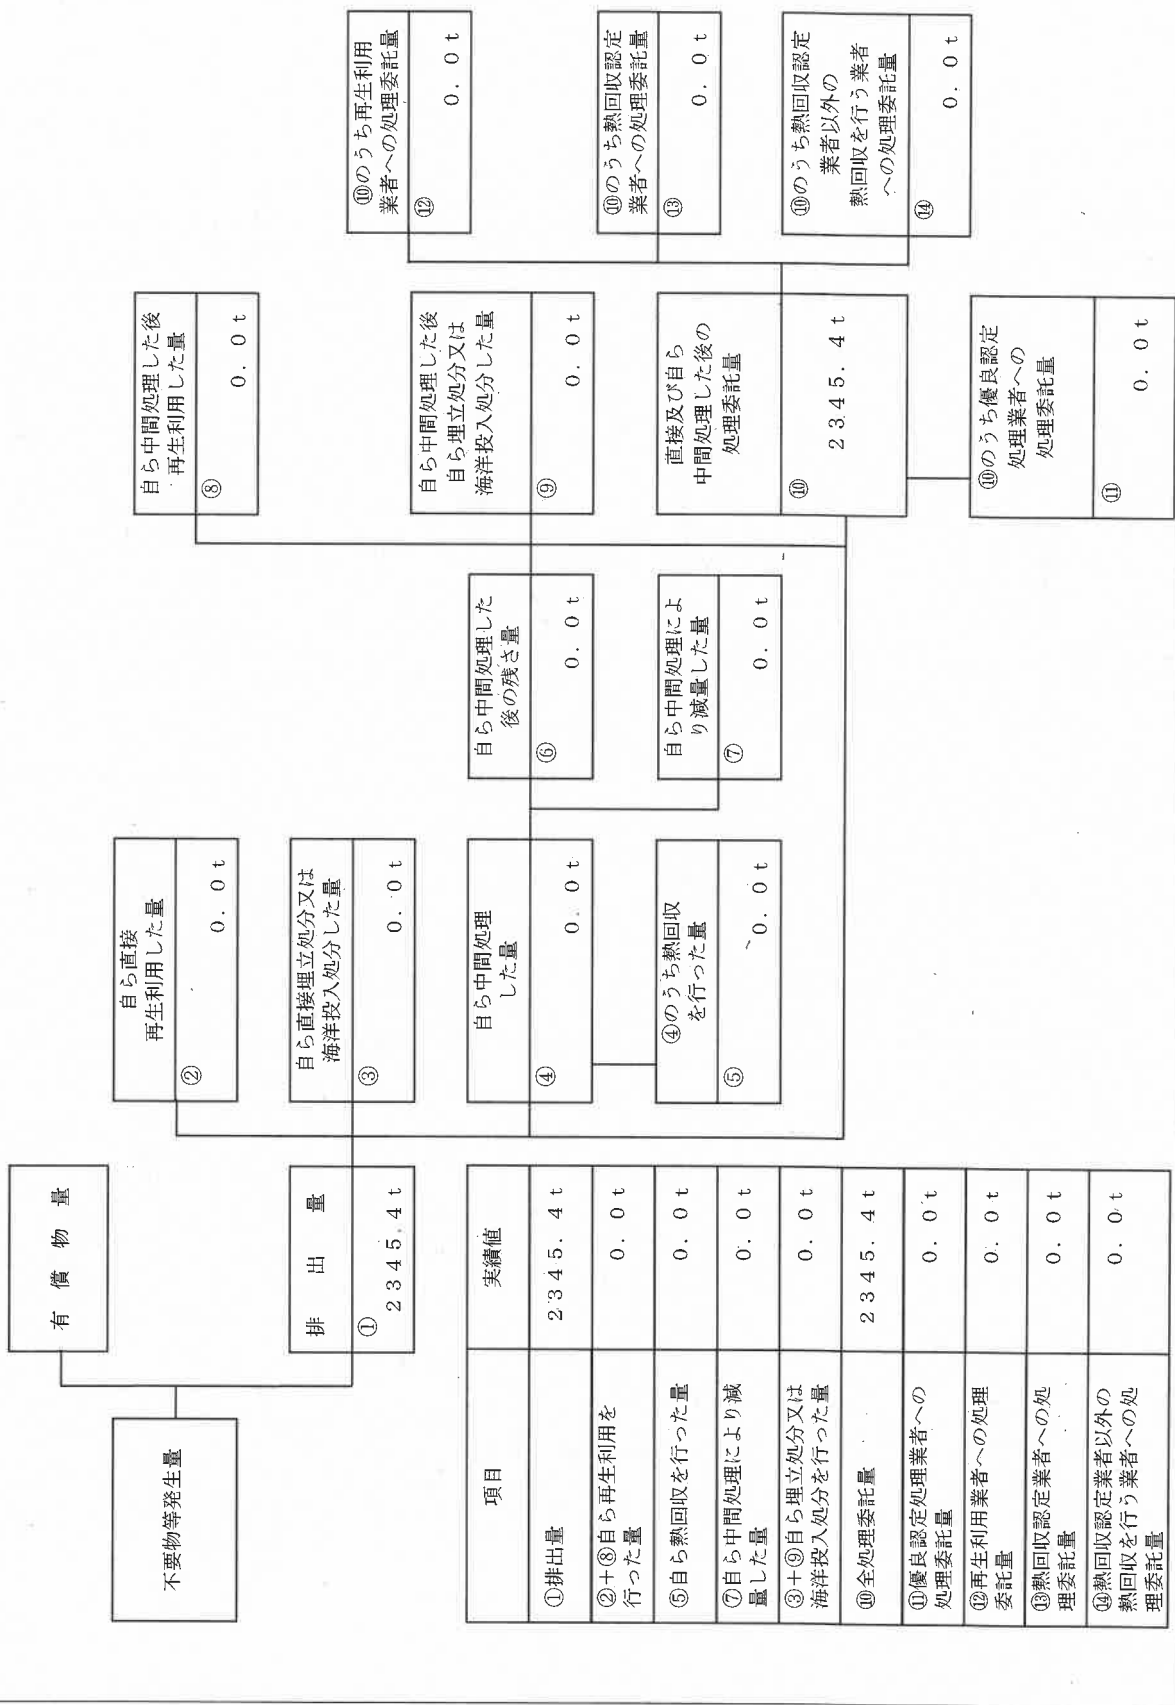 不要物等発生量
有償物量
排出量
①
2345.4t
自ら直接
再生利用した量
②
0.0t
自ら直接埋立処分又は
海洋投入処分した量
③
0.0t
自ら中間処理
した量
④
0.0t
④のうち熱回収
を行った量
⑤
0.0t
自ら中間処理した
後の残さ量
⑥
0.0t
自ら中間処理によ
り減量した量
⑦
0.0t
自ら中間処理した後
再生利用した量
⑧
0.0t
自ら中間処理した後
自ら埋立処分又は
海洋投入処分した量
⑨
0.0t
直接及び自ら
中間処理した後の
処理委託量
⑩
2345.4t
⑩のうち優良認定
処理業者への
処理委託量
⑪
0.0t
⑩のうち再生利用
業者への処理委託量
⑫
0.0t
⑩のうち熱回収認定
業者への処理委託量
⑬
0.0t
⑩のうち熱回収認定
業者以外の
熱回収を行う業者
への処理委託量
⑭
0.0t
項目
実績値
①排出量
2345.4t
②+⑧自ら再生利用を
行った量
0.0t
⑤自ら熱回収を行った量
0.0t
⑦自ら中間処理により減
量した量
0.0t
③+⑨自ら埋立処分又は
海洋投入処分を行った量
0.0t
⑩全処理委託量
2345.4t
⑪優良認定処理業者への
処理委託量
0.0t
⑫再生利用業者への処理
委託量
0.0t
⑬熱回収認定業者への処
理委託量
0.0t
⑭熱回収認定業者以外の
熱回収を行う業者への処
理委託量
0.0t